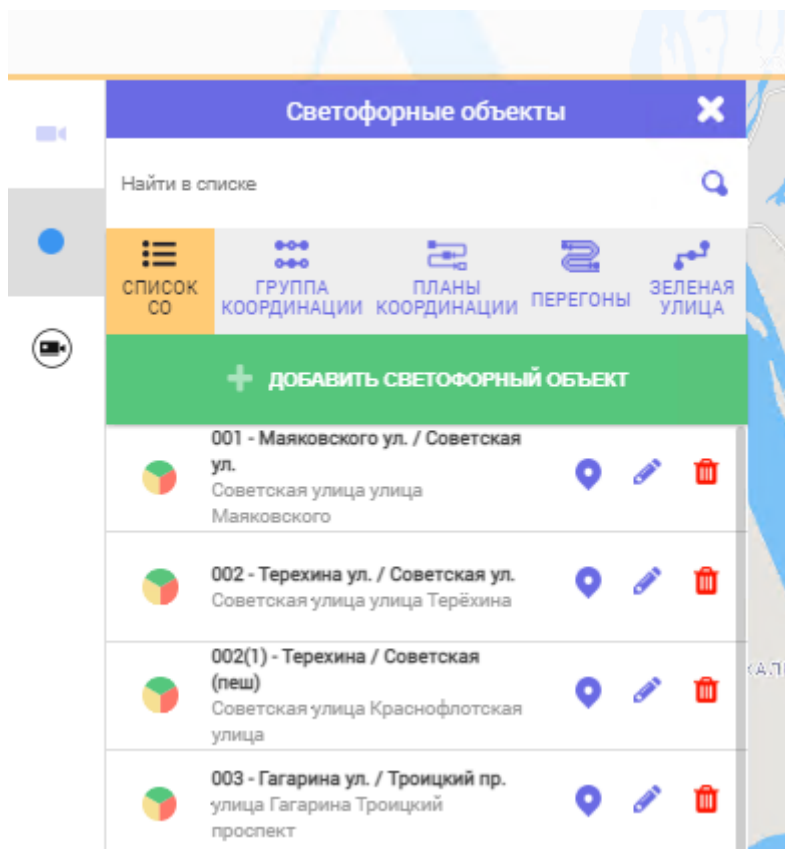 Светофорные объекты
Найти в списке
СПИСОК
СО
ГРУППА
КООРДИНАЦИИ
ПЛАНЫ
КООРДИНАЦИИ
ПЕРЕГОНЫ
ЗЕЛЕНАЯ
УЛИЦА
ДОБАВИТЬ СВЕТОФОРНЫЙ ОБЪЕКТ
001 - Маяковского ул. / Советская
ул.
Советская улица улица
Маяковского
002 - Терехина ул. / Советская ул.
Советская улица улица Терёхина
002(1) - Терехина / Советская
(пеш)
Советская улица Краснофлотская
улица
003 - Гагарина ул. / Троицкий пр.
улица Гагарина Троицкий
проспект